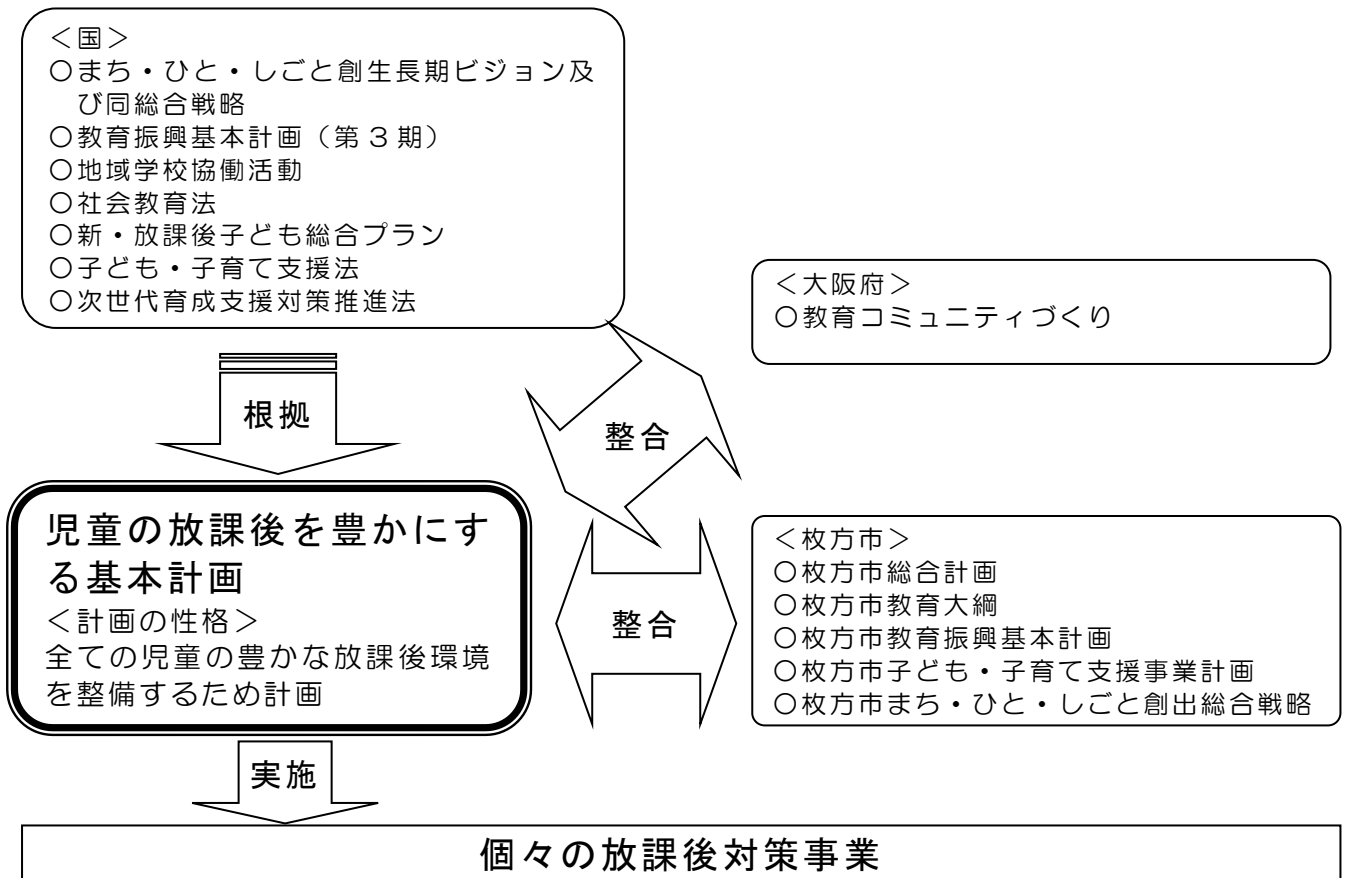 ＜国＞
○まち・ひと・しごと創生長期ビジョン及
び同総合戦略
○教育振興基本計画（第３期）
○地域学校協働活動
○社会教育法
○新・放課後子ども総合プラン
○子ども・子育て支援法
○次世代育成支援対策推進法
＜大阪府＞
○教育コミュニティづくり
根拠
整合
児童の放課後を豊かにす
る基本計画
＜計画の性格＞
全ての児童の豊かな放課後環境
を整備するため計画
整合
＜枚方市＞
○枚方市総合計画
○枚方市教育大綱
○枚方市教育振興基本計画
○枚方市子ども・子育て支援事業計画
○枚方市まち・ひと・しごと創出総合戦略
実施
個々の放課後対策事業